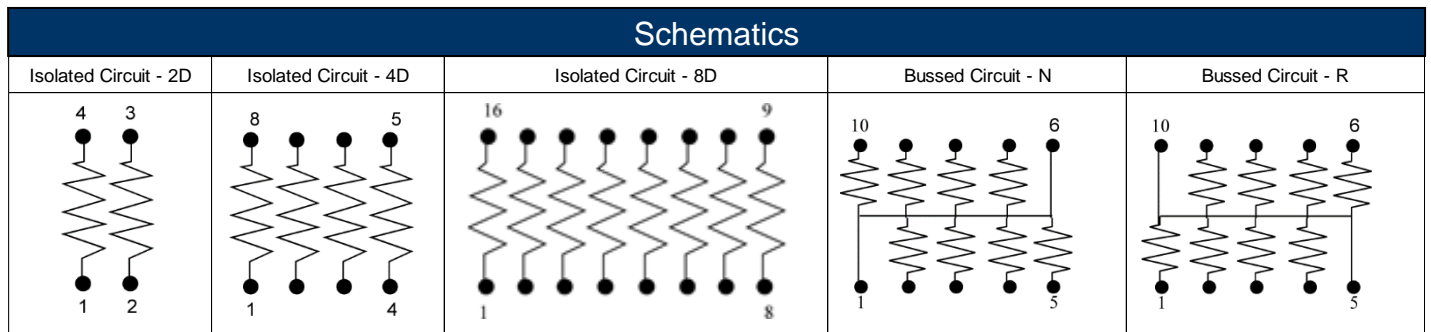 Schematics
Isolated Circuit - 2D
Isolated Circuit - 4D
Isolated Circuit - 8D
Bussed Circuit - N
Bussed Circuit - R
4 3
1 2
8 5
1 4
16 9
1 8
10 6
1 5
10 6
1 5